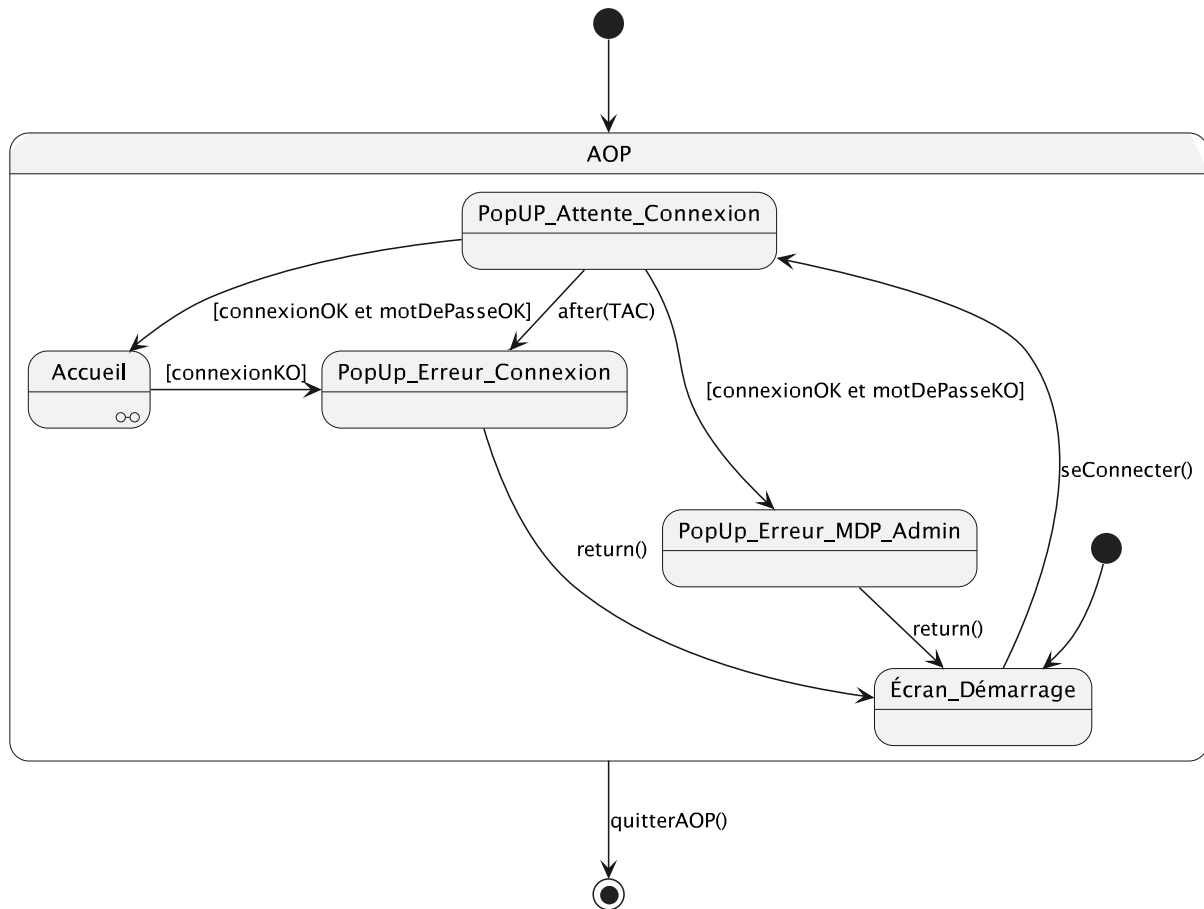 AOP
PopUP_Attente_Connexion
[connexionOK et motDePasseOK]
after(TAC)
Accueil
[connexionKO]
PopUp_Erreur_Connexion
[connexionOK et motDePasseKO]
seConnecter()
PopUp_Erreur_MDP_Admin
return()
return()
Écran_Démarrage
quitterAOP()